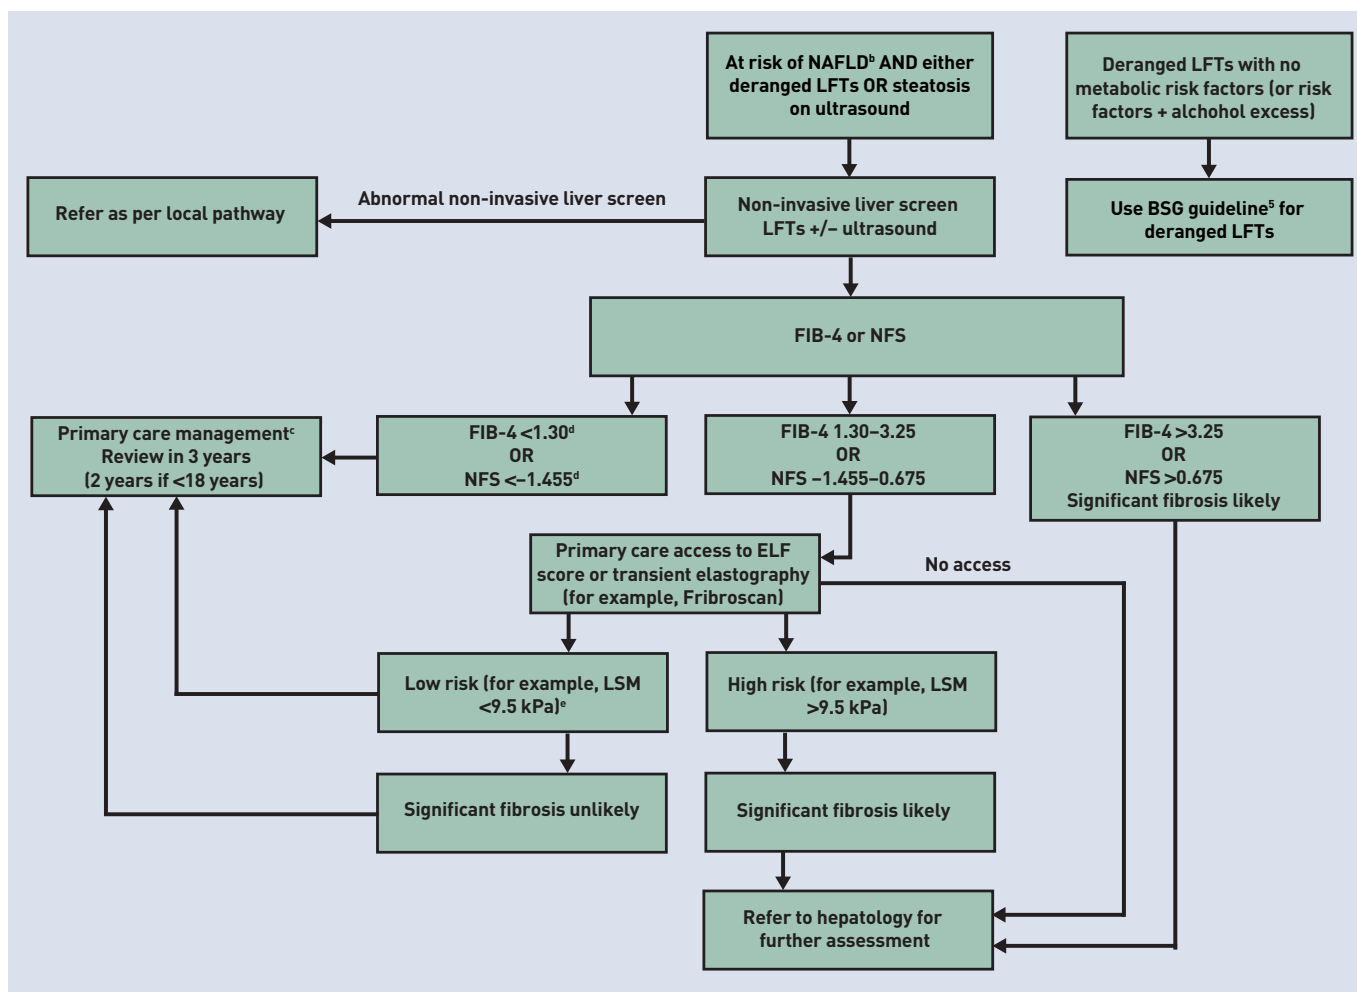 At risk of NAFLDᵇ AND either
deranged LFTs OR steatosis
on ultrasound
Deranged LFTs with no
metabolic risk factors (or risk
factors + alchohol excess)
Refer as per local pathway
Abnormal non-invasive liver screen
Non-invasive liver screen
LFTs +/– ultrasound
Use BSG guideline⁵ for
deranged LFTs
FIB-4 or NFS
Primary care managementᶜ
Review in 3 years
(2 years if <18 years)
FIB-4 <1.30ᵈ
OR
NFS <–1.455ᵈ
FIB-4 1.30–3.25
OR
NFS –1.455–0.675
FIB-4 >3.25
OR
NFS >0.675
Significant fibrosis likely
Primary care access to ELF
score or transient elastography
(for example, Fribroscan)
No access
Low risk (for example, LSM
<9.5 kPa)ᵉ
High risk (for example, LSM
>9.5 kPa)
Significant fibrosis unlikely
Significant fibrosis likely
Refer to hepatology for
further assessment